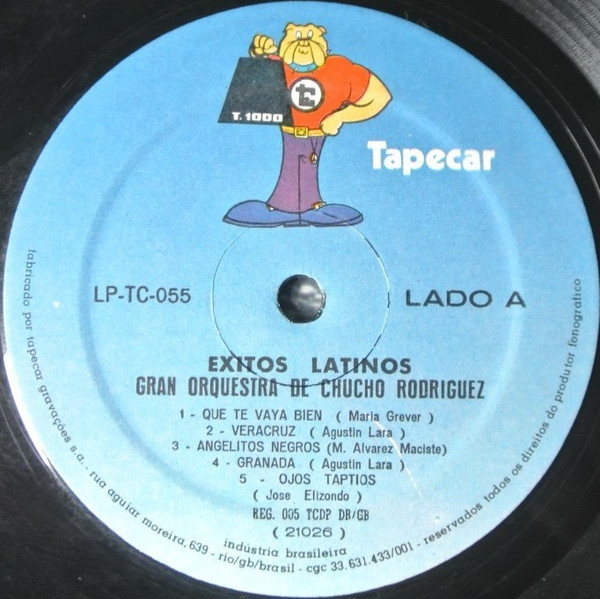 T.1000
Tapecar
LP-TC-055
LADO A
EXITOS LATINOS
GRAN ORQUESTRA DE CHUCHO RODRIGUEZ
1 - QUE TE VAYA BIEN ( Maria Grever )
2 - VERACRUZ ( Agustin Lara )
3 - ANGELITOS NEGROS (M. Alvarez Maciste)
4 - GRANADA ( Agustin Lara )
5 - OJOS TAPTIOS
( Jose Elizondo )
REG. 005 TCDP DB/GB
( 21026 )
indústria brasileira
fabricado por tapecar gravações s.a. - rua aguiar moreira, 639 - rio/gb/brasil - cgc 33.631.433/001 - reservados todos os direitos do produtor fonografico